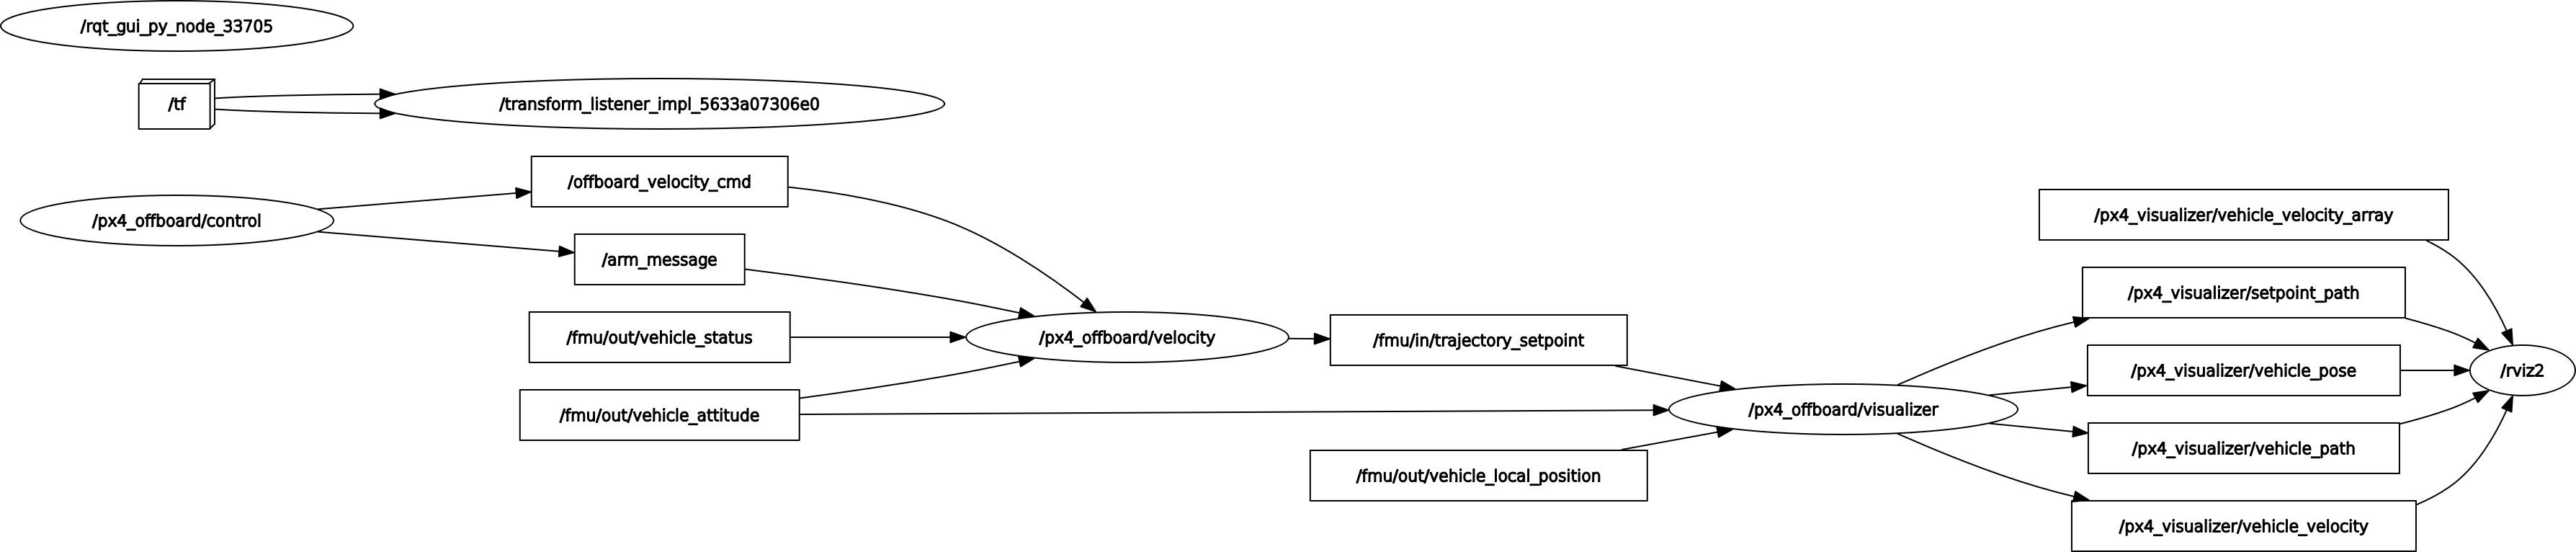 /rqt_gui_py_node_33705
/tf
/transform_listener_impl_5633a07306e0
/px4_offboard/control
/offboard_velocity_cmd
/arm_message
/fmu/out/vehicle_status
/fmu/out/vehicle_attitude
/px4_offboard/velocity
/fmu/in/trajectory_setpoint
/fmu/out/vehicle_local_position
/px4_offboard/visualizer
/px4_visualizer/vehicle_velocity_array
/px4_visualizer/setpoint_path
/px4_visualizer/vehicle_pose
/px4_visualizer/vehicle_path
/px4_visualizer/vehicle_velocity
/rviz2